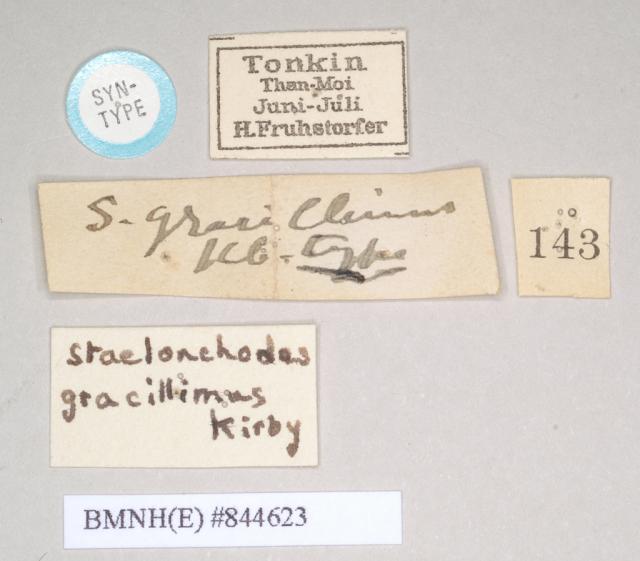 SYN-
TYPE
Tonkin
Than-Moi
Juni-Juli
H.Fruhstorfer
S. gracillimus
Kb. type
143
staelonchodes
gracillimus
Kirby
BMNH(E) #844623